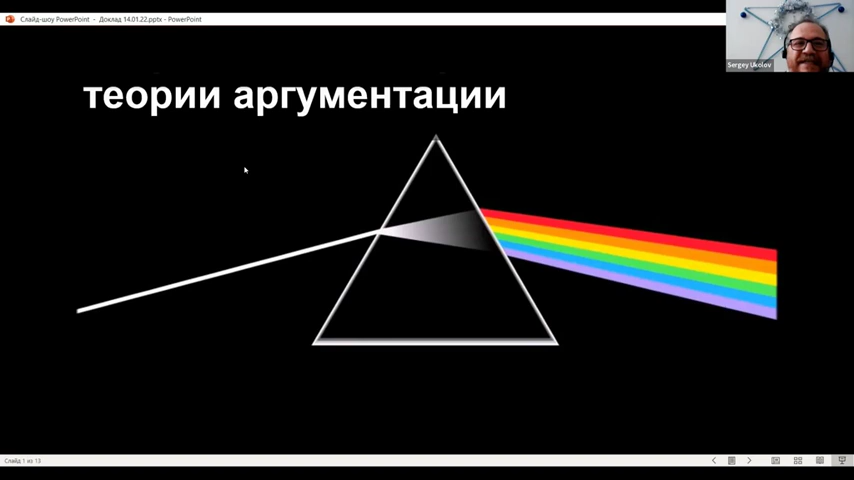 Слайд-шоу PowerPoint - Доклад 14.01.22.pptx - PowerPoint
Sergey Ukolov
теории аргументации
Слайд 1 из 13